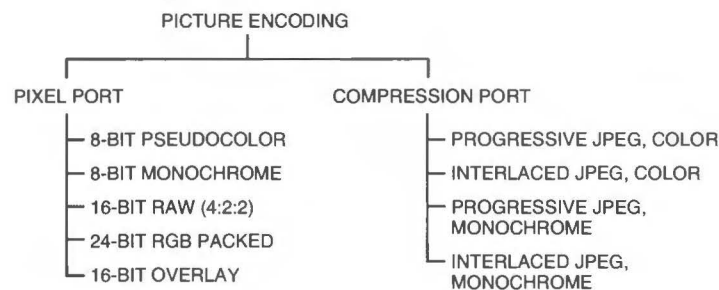 PICTURE ENCODING
PIXEL PORT
8-BIT PSEUDOCOLOR
8-BIT MONOCHROME
16-BIT RAW (4:2:2)
24-BIT RGB PACKED
16-BIT OVERLAY
COMPRESSION PORT
PROGRESSIVE JPEG, COLOR
INTERLACED JPEG, COLOR
PROGRESSIVE JPEG,
MONOCHROME
INTERLACED JPEG,
MONOCHROME